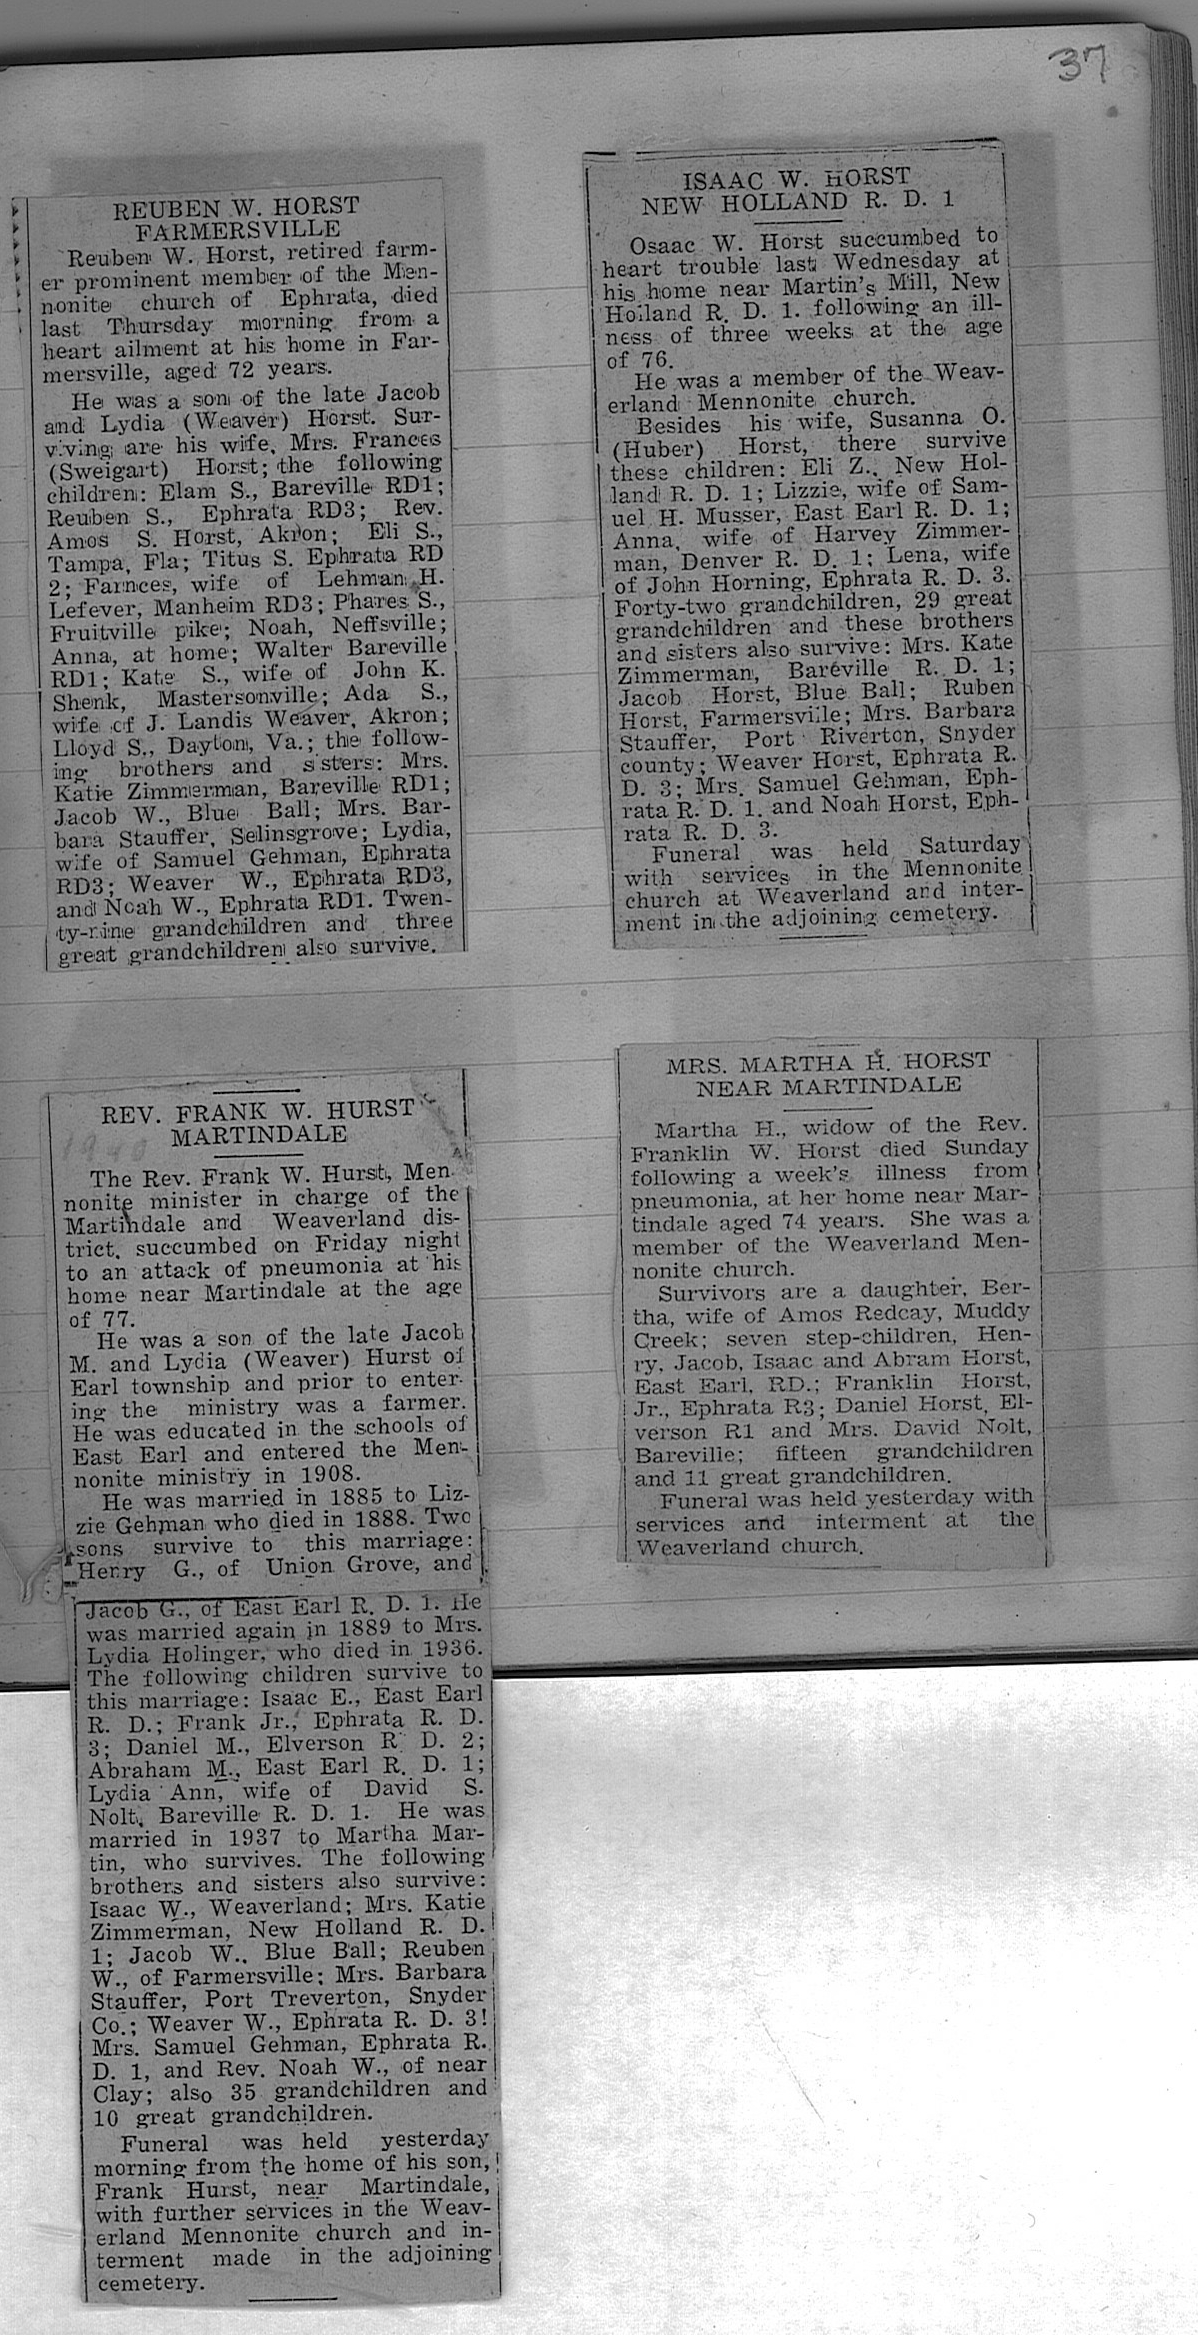 37
REUBEN W. HORST
FARMERSVILLE
Reuben W. Horst, retired farm-
er prominent member of the Men-
nonite church of Ephrata, died
last Thursday morning from a
heart ailment at his home in Far-
mersville, aged 72 years.
He was a son of the late Jacob
and Lydia (Weaver) Horst. Sur-
viving are his wife, Mrs. Frances
(Sweigart) Horst; the following
children: Elam S., Bareville RD1;
Reuben S., Ephrata RD3; Rev.
Amos S. Horst, Akron; Eli S.,
Tampa, Fla; Titus S. Ephrata RD
2; Farnces, wife of Lehman H.
Lefever, Manheim RD3; Phares S.,
Fruitville pike; Noah, Neffsville;
Anna, at home; Walter Bareville
RD1; Kate S., wife of John K.
Shenk, Mastersonville; Ada S.,
wife of J. Landis Weaver, Akron;
Lloyd S., Dayton, Va.; the follow-
ing brothers and sisters: Mrs.
Katie Zimmerman, Bareville RD1;
Jacob W., Blue Ball; Mrs. Bar-
bara Stauffer, Selinsgrove; Lydia,
wife of Samuel Gehman, Ephrata
RD3; Weaver W., Ephrata RD3,
and Noah W., Ephrata RD1. Twen-
ty-nine grandchildren and three
great grandchildren also survive.
ISAAC W. HORST
NEW HOLLAND R. D. 1
Osaac W. Horst succumbed to
heart trouble last Wednesday at
his home near Martin's Mill, New
Holland R. D. 1. following an ill-
ness of three weeks at the age
of 76.
He was a member of the Weav-
erland Mennonite church.
Besides his wife, Susanna O.
(Huber) Horst, there survive
these children: Eli Z., New Hol-
land R. D. 1; Lizzie, wife of Sam-
uel H. Musser, East Earl R. D. 1;
Anna, wife of Harvey Zimmer-
man, Denver R. D. 1; Lena, wife
of John Horning, Ephrata R. D. 3.
Forty-two grandchildren, 29 great
grandchildren and these brothers
and sisters also survive: Mrs. Kate
Zimmerman, Bareville R. D. 1;
Jacob Horst, Blue Ball; Ruben
Horst, Farmersville; Mrs. Barbara
Stauffer, Port Riverton, Snyder
county; Weaver Horst, Ephrata R.
D. 3; Mrs. Samuel Gehman, Eph-
rata R. D. 1. and Noah Horst, Eph-
rata R. D. 3.
Funeral was held Saturday
with services in the Mennonite
church at Weaverland and inter-
ment in the adjoining cemetery.
REV. FRANK W. HURST
MARTINDALE
1940
The Rev. Frank W. Hurst, Men-
nonite minister in charge of the
Martindale and Weaverland dis-
trict, succumbed on Friday night
to an attack of pneumonia at his
home near Martindale at the age
of 77.
He was a son of the late Jacob
M. and Lydia (Weaver) Hurst of
Earl township and prior to enter-
ing the ministry was a farmer.
He was educated in the schools of
East Earl and entered the Men-
nonite ministry in 1908.
He was married in 1885 to Liz-
zie Gehman who died in 1888. Two
sons survive to this marriage:
Henry G., of Union Grove, and
Jacob G., of East Earl R. D. 1. He
was married again in 1889 to Mrs.
Lydia Holinger, who died in 1936.
The following children survive to
this marriage: Isaac E., East Earl
R. D.; Frank Jr., Ephrata R. D.
3; Daniel M., Elverson R. D. 2;
Abraham M., East Earl R. D. 1;
Lydia Ann, wife of David S.
Nolt, Bareville R. D. 1. He was
married in 1937 to Martha Mar-
tin, who survives. The following
brothers and sisters also survive:
Isaac W., Weaverland; Mrs. Katie
Zimmerman, New Holland R. D.
1; Jacob W., Blue Ball; Reuben
W., of Farmersville; Mrs. Barbara
Stauffer, Port Treverton, Snyder
Co.; Weaver W., Ephrata R. D. 3!
Mrs. Samuel Gehman, Ephrata R.
D. 1, and Rev. Noah W., of near
Clay; also 35 grandchildren and
10 great grandchildren.
Funeral was held yesterday
morning from the home of his son,
Frank Hurst, near Martindale,
with further services in the Weav-
erland Mennonite church and in-
terment made in the adjoining
cemetery.
MRS. MARTHA H. HORST
NEAR MARTINDALE
Martha H., widow of the Rev.
Franklin W. Horst died Sunday
following a week's illness from
pneumonia, at her home near Mar-
tindale aged 74 years. She was a
member of the Weaverland Men-
nonite church.
Survivors are a daughter, Ber-
tha, wife of Amos Redcay, Muddy
Creek; seven step-children, Hen-
ry, Jacob, Isaac and Abram Horst,
East Earl, RD.; Franklin Horst,
Jr., Ephrata R3; Daniel Horst, El-
verson R1 and Mrs. David Nolt,
Bareville; fifteen grandchildren
and 11 great grandchildren.
Funeral was held yesterday with
services and interment at the
Weaverland church.